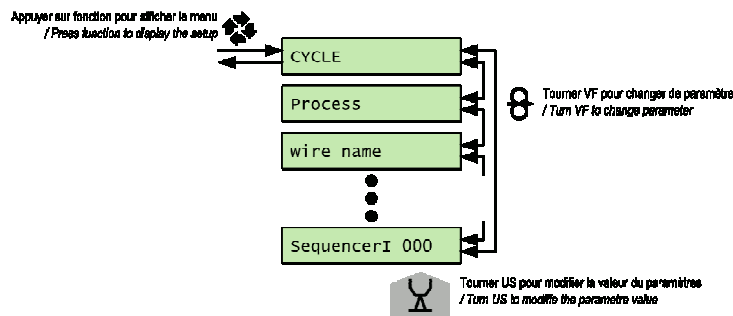 Appuyer sur fonction pour afficher le menu
/ Press function to display the setup
CYCLE
Process
Tourner VF pour changer de paramètre
/ Turn VF to change parameter
wire name
SequencerI 000
Tourner US pour modifier la valeur du paramètres
/ Turn US to modifie the parametre value